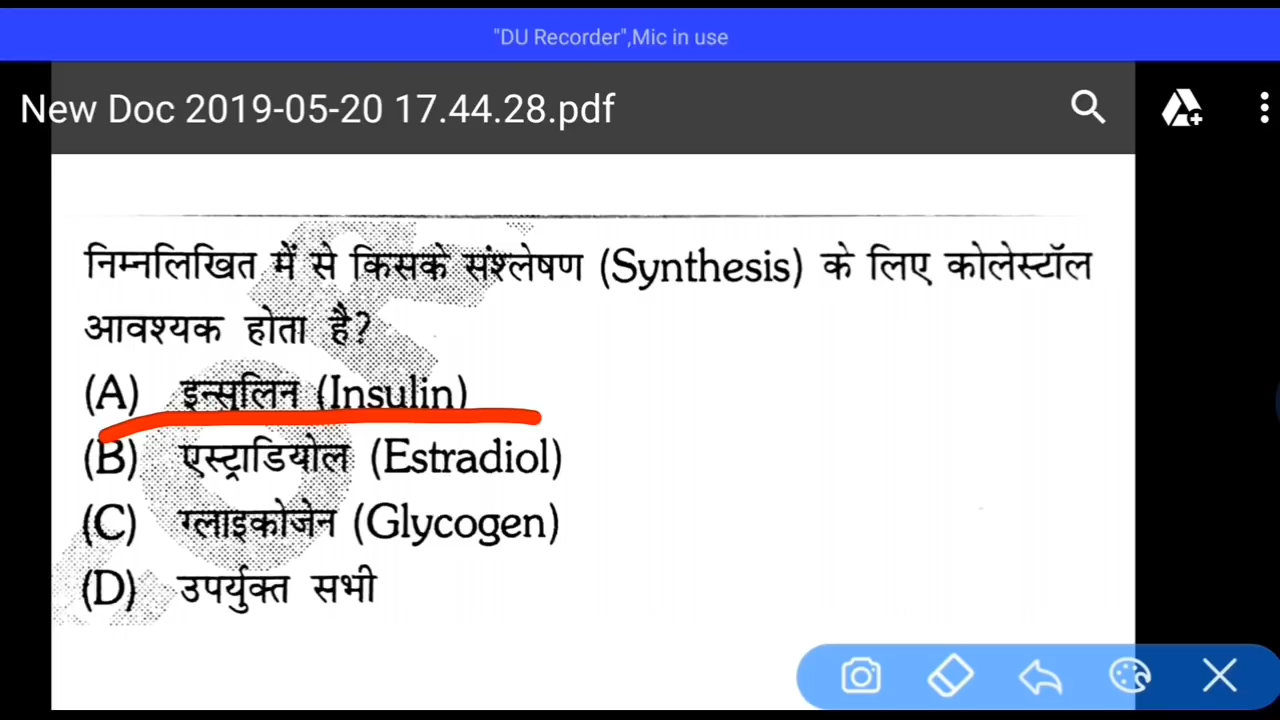 "DU Recorder",Mic in use
New Doc 2019-05-20 17.44.28.pdf
निम्नलिखित में से किसके संश्लेषण (Synthesis) के लिए कोलेस्टॉल
आवश्यक होता है?
(A) इन्सुलिन (Insulin)
(B) एस्ट्राडियोल (Estradiol)
(C) ग्लाइकोजेन (Glycogen)
(D) उपर्युक्त सभी